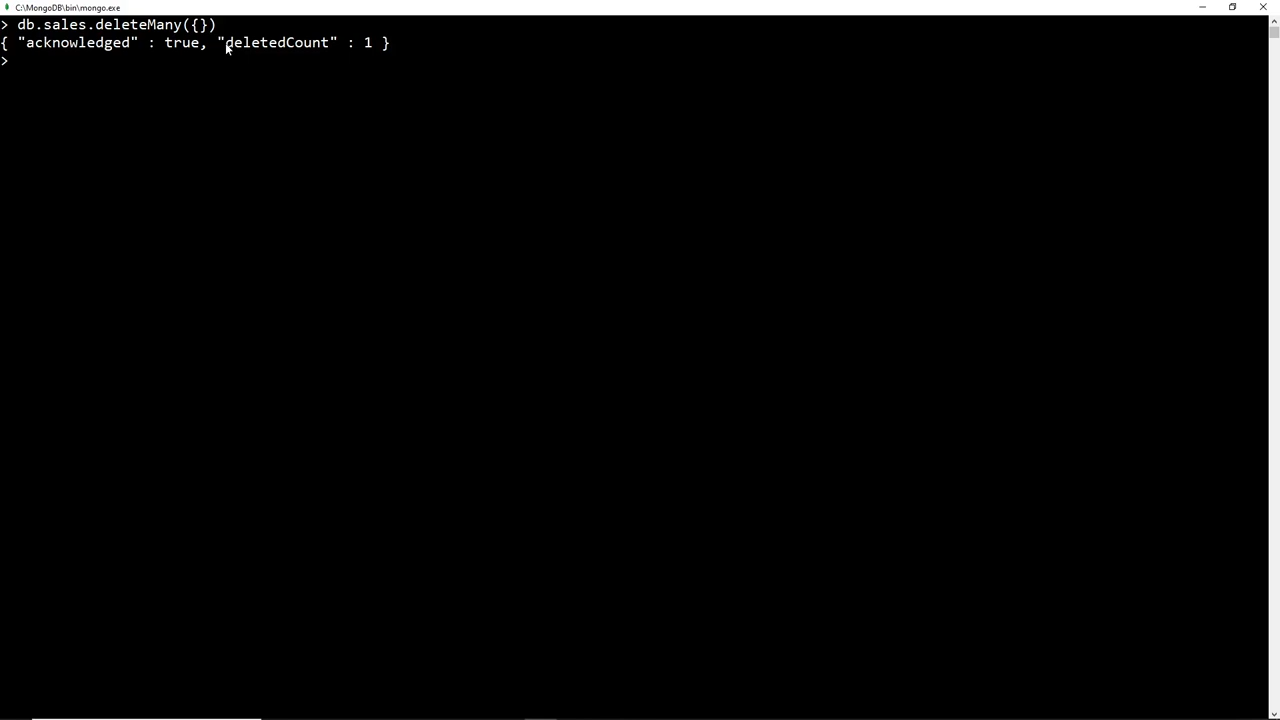 C:\MongoDB\bin\mongo.exe
> db.sales.deleteMany({})
{ "acknowledged" : true, "deletedCount" : 1 }
>